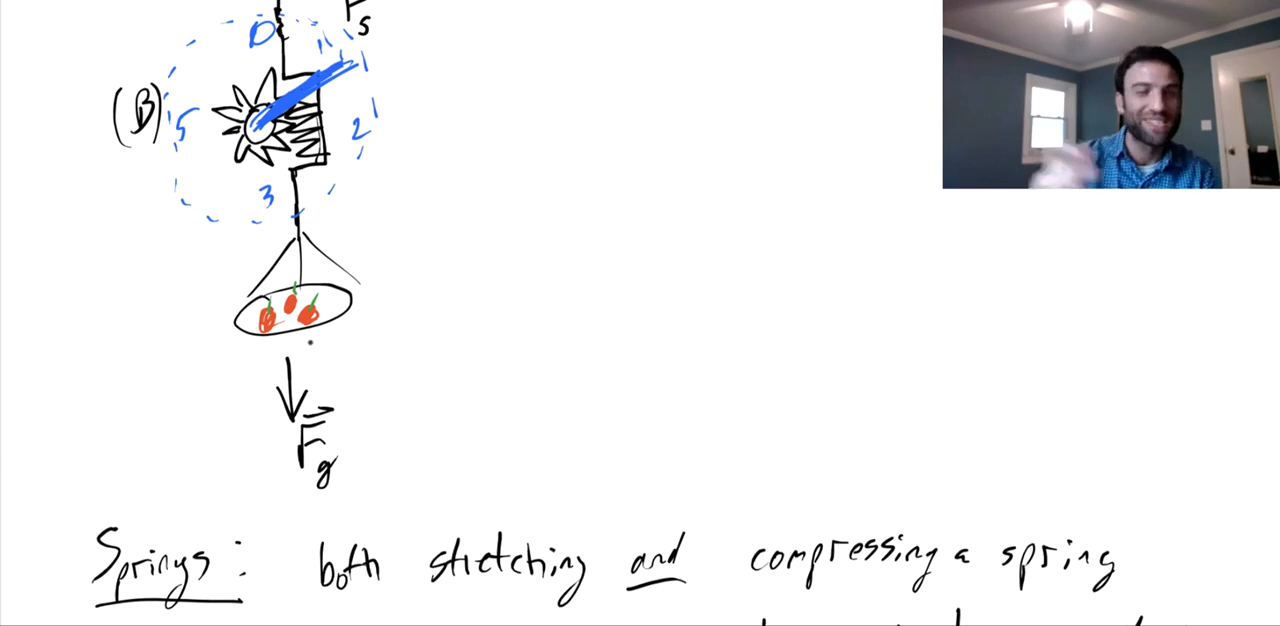 F s
0
1
(B) 5 2
3
F g
Springs: both stretching and compressing a spring